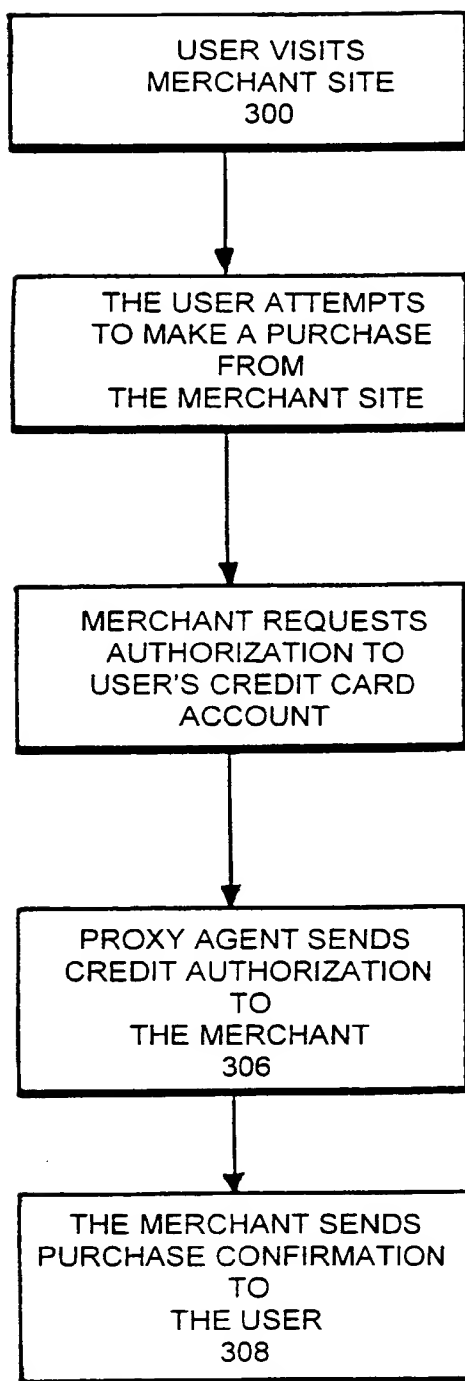 USER VISITS
MERCHANT SITE
300
THE USER ATTEMPTS
TO MAKE A PURCHASE
FROM
THE MERCHANT SITE
MERCHANT REQUESTS
AUTHORIZATION TO
USER'S CREDIT CARD
ACCOUNT
PROXY AGENT SENDS
CREDIT AUTHORIZATION
TO
THE MERCHANT
306
THE MERCHANT SENDS
PURCHASE CONFIRMATION
TO
THE USER
308